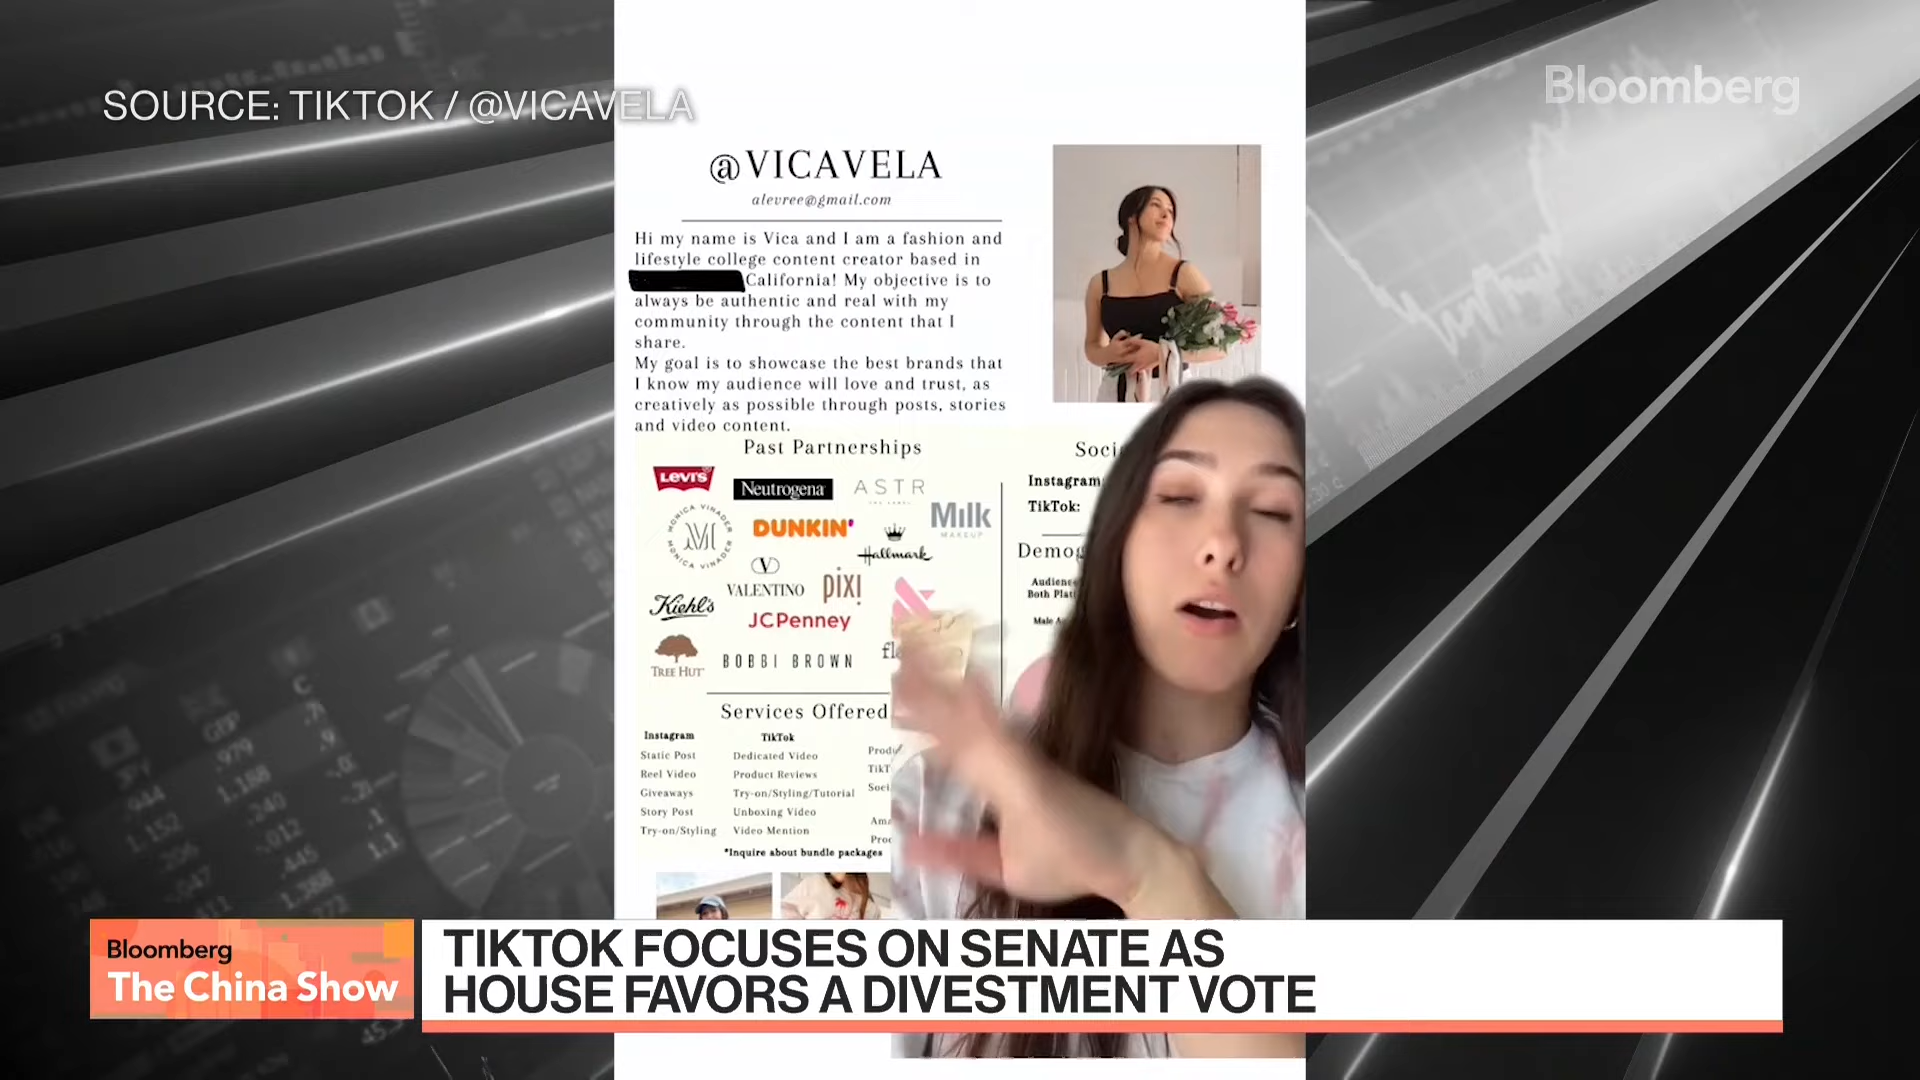 SOURCE: TIKTOK / @VICAVELA
Bloomberg
@VICAVELA
alevree@gmail.com
Hi my name is Vica and I am a fashion and
lifestyle college content creator based in
California! My objective is to
always be authentic and real with my
community through the content that I
share.
My goal is to showcase the best brands that
I know my audience will love and trust, as
creatively as possible through posts, stories
and video content.
Past Partnerships
LEVI'S
Neutrogena
ASTR
MONICA VINADER
M
MONICA VINADER
DUNKIN'
Milk
MAKEUP
Hallmark
V
VALENTINO
pixi
Kiehl's
JCPenney
TREE HUT
BOBBI BROWN
Instagram
TikTok:
Services Offered
Instagram
Static Post
Reel Video
Giveaways
Story Post
Try-on/Styling
TikTok
Dedicated Video
Product Reviews
Try-on/Styling/Tutorial
Unboxing Video
Video Mention
*Inquire about bundle packages
Bloomberg
The China Show
TIKTOK FOCUSES ON SENATE AS
HOUSE FAVORS A DIVESTMENT VOTE